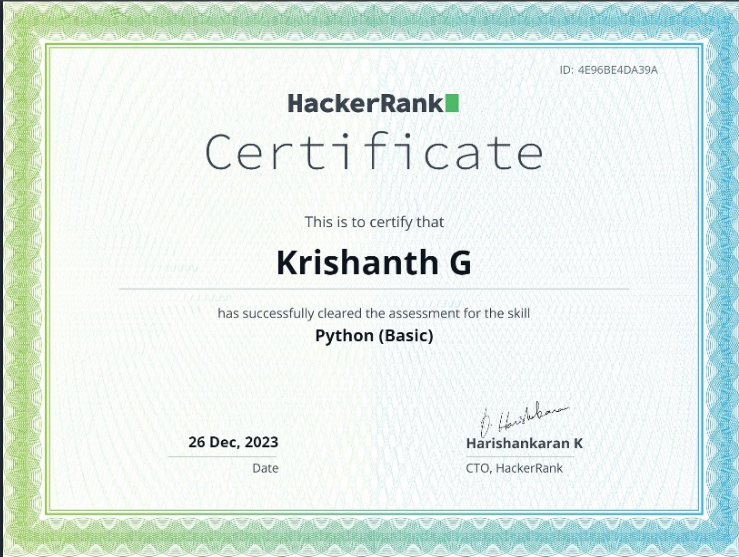 ID: 4E96BE4DA39A
HackerRank
Certificate
This is to certify that
Krishanth G
has successfully cleared the assessment for the skill
Python (Basic)
26 Dec, 2023
Date
Harishankaran K
CTO, HackerRank